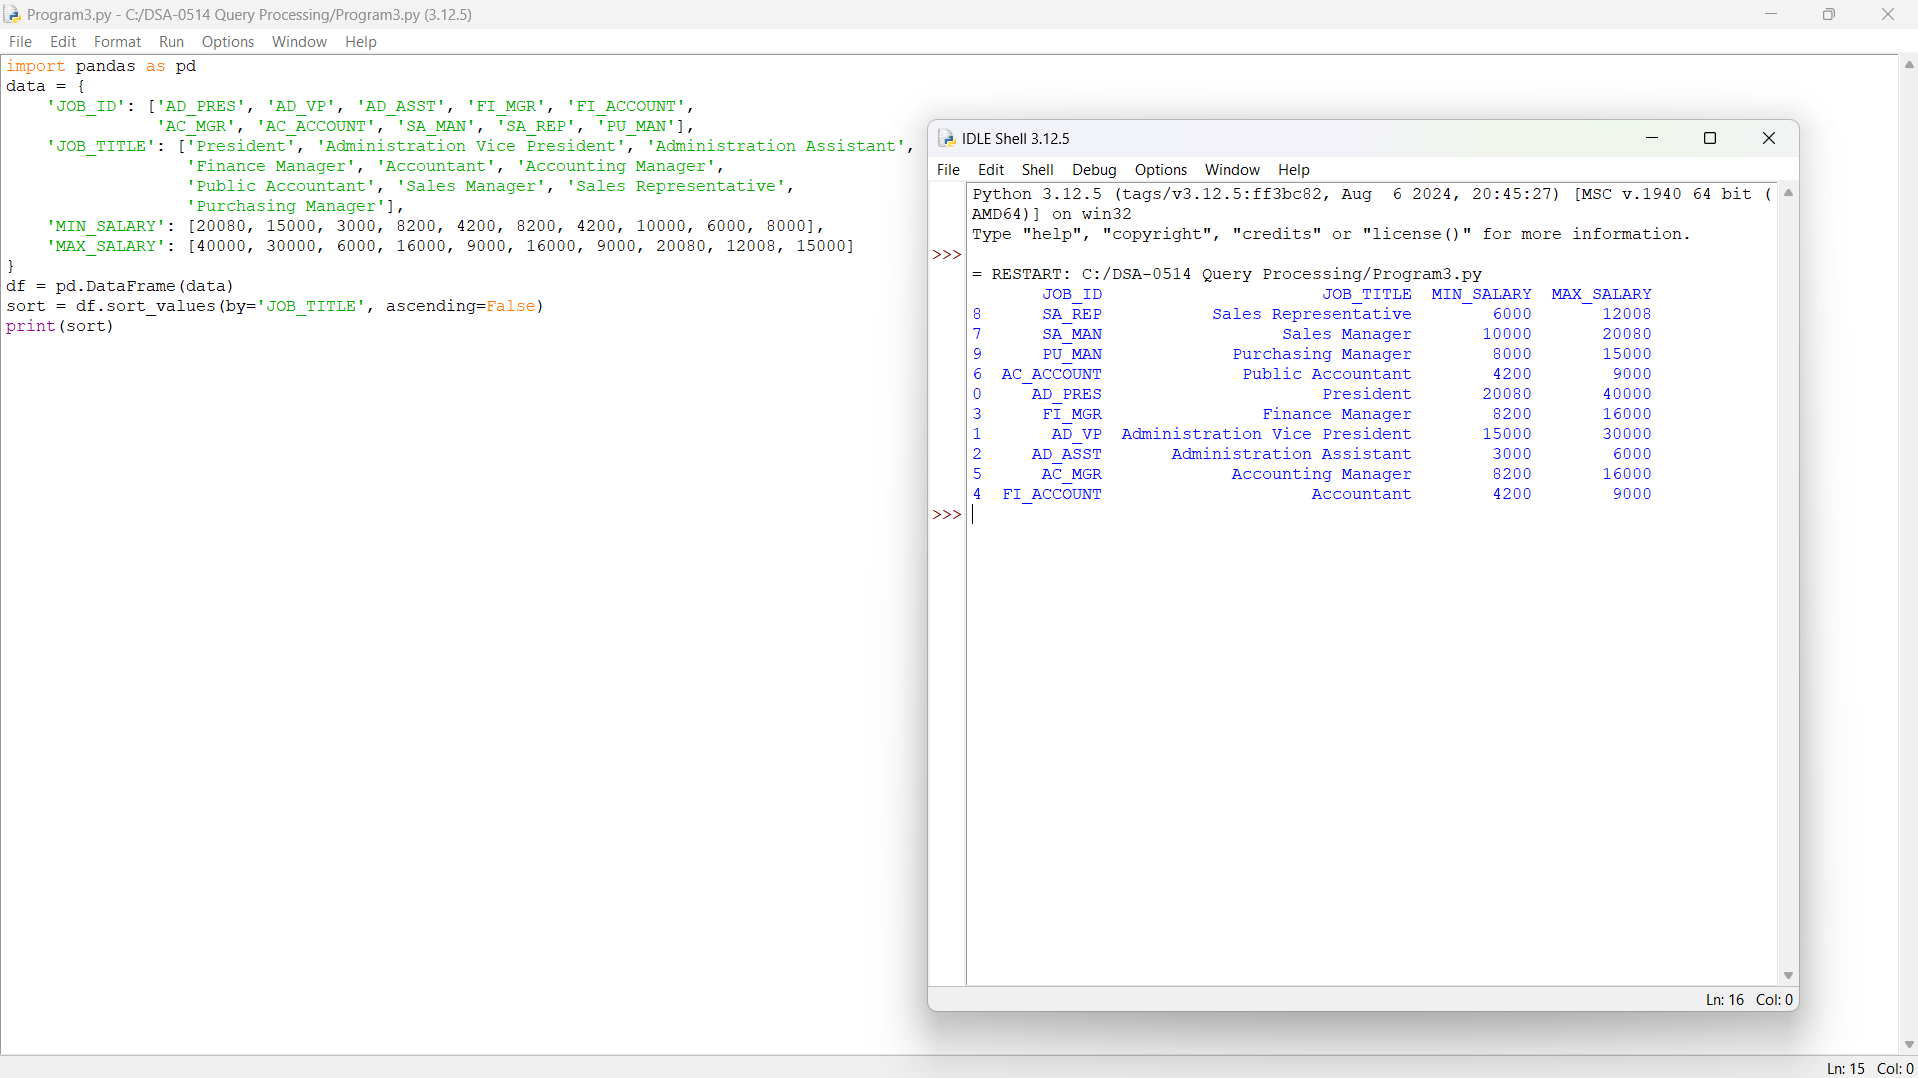 Program3.py - C:/DSA-0514 Query Processing/Program3.py (3.12.5)
File Edit Format Run Options Window Help
import pandas as pd
data = {
    'JOB_ID': ['AD_PRES', 'AD_VP', 'AD_ASST', 'FI_MGR', 'FI_ACCOUNT',
               'AC_MGR', 'AC_ACCOUNT', 'SA_MAN', 'SA_REP', 'PU_MAN'],
    'JOB_TITLE': ['President', 'Administration Vice President', 'Administration Assistant',
                  'Finance Manager', 'Accountant', 'Accounting Manager',
                  'Public Accountant', 'Sales Manager', 'Sales Representative',
                  'Purchasing Manager'],
    'MIN_SALARY': [20080, 15000, 3000, 8200, 4200, 8200, 4200, 10000, 6000, 8000],
    'MAX_SALARY': [40000, 30000, 6000, 16000, 9000, 16000, 9000, 20080, 12008, 15000]
}
df = pd.DataFrame(data)
sort = df.sort_values(by='JOB_TITLE', ascending=False)
print(sort)
Ln: 15 Col: 0
IDLE Shell 3.12.5
File Edit Shell Debug Options Window Help
Python 3.12.5 (tags/v3.12.5:ff3bc82, Aug  6 2024, 20:45:27) [MSC v.1940 64 bit (
AMD64)] on win32
Type "help", "copyright", "credits" or "license()" for more information.
>>>
= RESTART: C:/DSA-0514 Query Processing/Program3.py
       JOB_ID                      JOB_TITLE  MIN_SALARY  MAX_SALARY
8      SA_REP           Sales Representative        6000       12008
7      SA_MAN                  Sales Manager       10000       20080
9      PU_MAN             Purchasing Manager        8000       15000
6  AC_ACCOUNT              Public Accountant        4200        9000
0     AD_PRES                      President       20080       40000
3      FI_MGR                Finance Manager        8200       16000
1       AD_VP  Administration Vice President       15000       30000
2     AD_ASST       Administration Assistant        3000        6000
5      AC_MGR             Accounting Manager        8200       16000
4  FI_ACCOUNT                     Accountant        4200        9000
>>>
Ln: 16 Col: 0